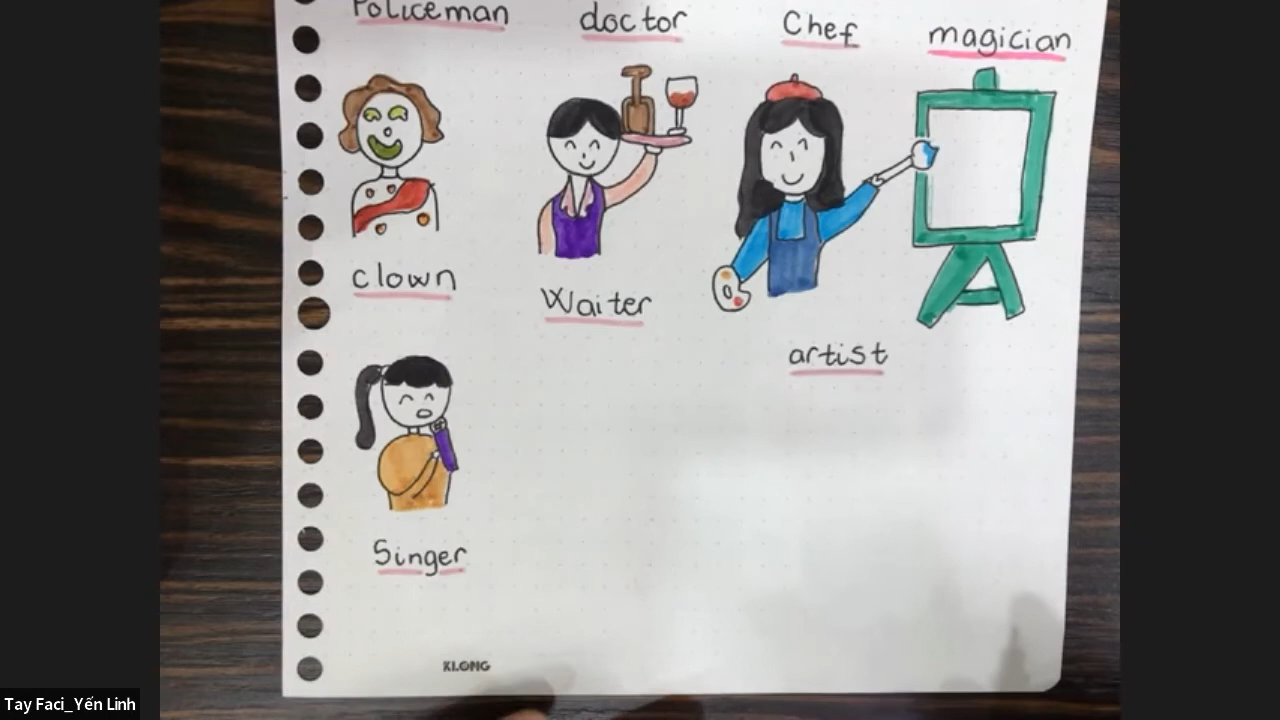 Policeman doctor Chef magician
clown Waiter
artist
Singer
KLONG
Tay Faci_Yến Linh